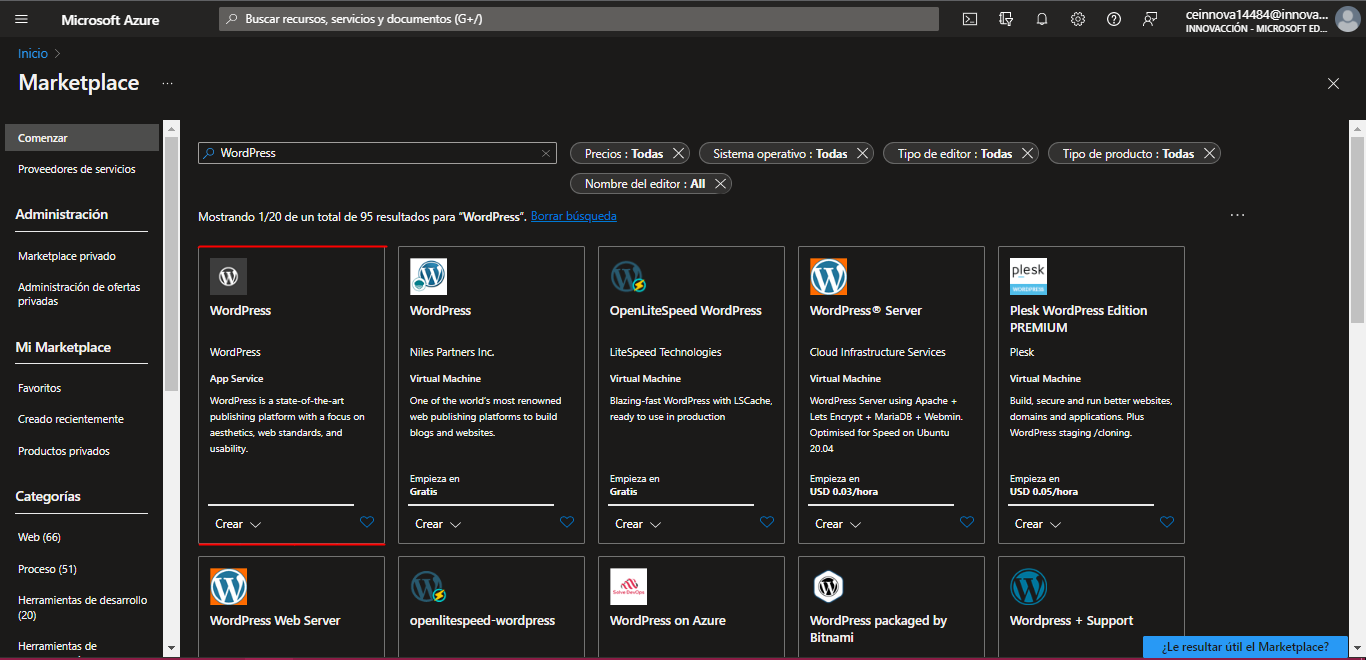 Microsoft Azure
Buscar recursos, servicios y documentos (G+/)
ceinnova14484@innova...
INNOVACCIÓN - MICROSOFT ED...
Inicio
Marketplace
...
Comenzar
Proveedores de servicios
Administración
Marketplace privado
Administración de ofertas
privadas
Mi Marketplace
Favoritos
Creado recientemente
Productos privados
Categorías
Web (66)
Proceso (51)
Herramientas de desarrollo
(20)
Herramientas de
WordPress
Precios : Todas
Sistema operativo : Todas
Tipo de editor : Todas
Tipo de producto : Todas
Nombre del editor : All
Mostrando 1/20 de un total de 95 resultados para “WordPress”. Borrar búsqueda
...
WordPress
WordPress
App Service
WordPress is a state-of-the-art
publishing platform with a focus on
aesthetics, web standards, and
usability.
Crear
WordPress
Niles Partners Inc.
Virtual Machine
One of the world's most renowned
web publishing platforms to build
blogs and websites.
Empieza en
Gratis
Crear
OpenLiteSpeed WordPress
LiteSpeed Technologies
Virtual Machine
Blazing-fast WordPress with LSCache,
ready to use in production
Empieza en
Gratis
Crear
WordPress® Server
Cloud Infrastructure Services
Virtual Machine
WordPress Server using Apache +
Lets Encrypt + MariaDB + Webmin.
Optimised for Speed on Ubuntu
20.04
Empieza en
USD 0.03/hora
Crear
plesk
WORDPRESS
Plesk WordPress Edition
PREMIUM
Plesk
Virtual Machine
Build, secure and run better websites,
domains and applications. Plus
WordPress staging /cloning.
Empieza en
USD 0.05/hora
Crear
WordPress Web Server
openlitespeed-wordpress
SolveDevOps
WordPress on Azure
WordPress packaged by
Bitnami
Wordpress + Support
¿Le resultar útil el Marketplace?